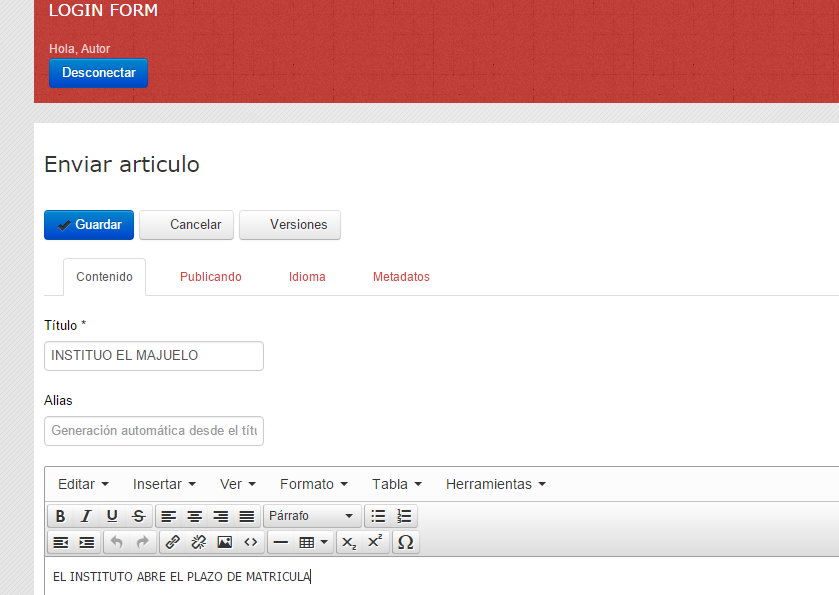 LOGIN FORM
Hola, Autor
Desconectar
Enviar articulo
Guardar Cancelar Versiones
Contenido Publicando Idioma Metadatos
Título *
INSTITUO EL MAJUELO
Alias
Generación automática desde el títu
Editar Insertar Ver Formato Tabla Herramientas
B I U S Párrafo
x₂ x² Ω
EL INSTITUTO ABRE EL PLAZO DE MATRICULA